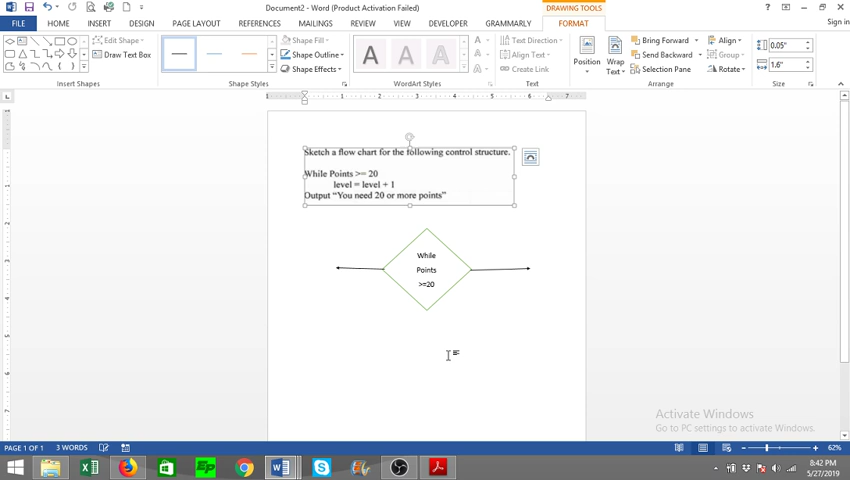 Document2 - Word (Product Activation Failed)
DRAWING TOOLS
FILE HOME INSERT DESIGN PAGE LAYOUT REFERENCES MAILINGS REVIEW VIEW DEVELOPER GRAMMARLY FORMAT
Sign in
Edit Shape
Draw Text Box
Insert Shapes
Shape Fill
Shape Outline
Shape Effects
Shape Styles
A A A
WordArt Styles
Text Direction
Align Text
Create Link
Text
Position
Wrap Text
Bring Forward
Send Backward
Selection Pane
Align
Group
Rotate
Arrange
0.05"
1.6"
Size
Sketch a flow chart for the following control structure.
While Points >= 20
level = level + 1
Output “You need 20 or more points”
While
Points
>=20
Activate Windows
Go to PC settings to activate Windows.
PAGE 1 OF 1 3 WORDS
62%
8:42 PM
5/27/2019